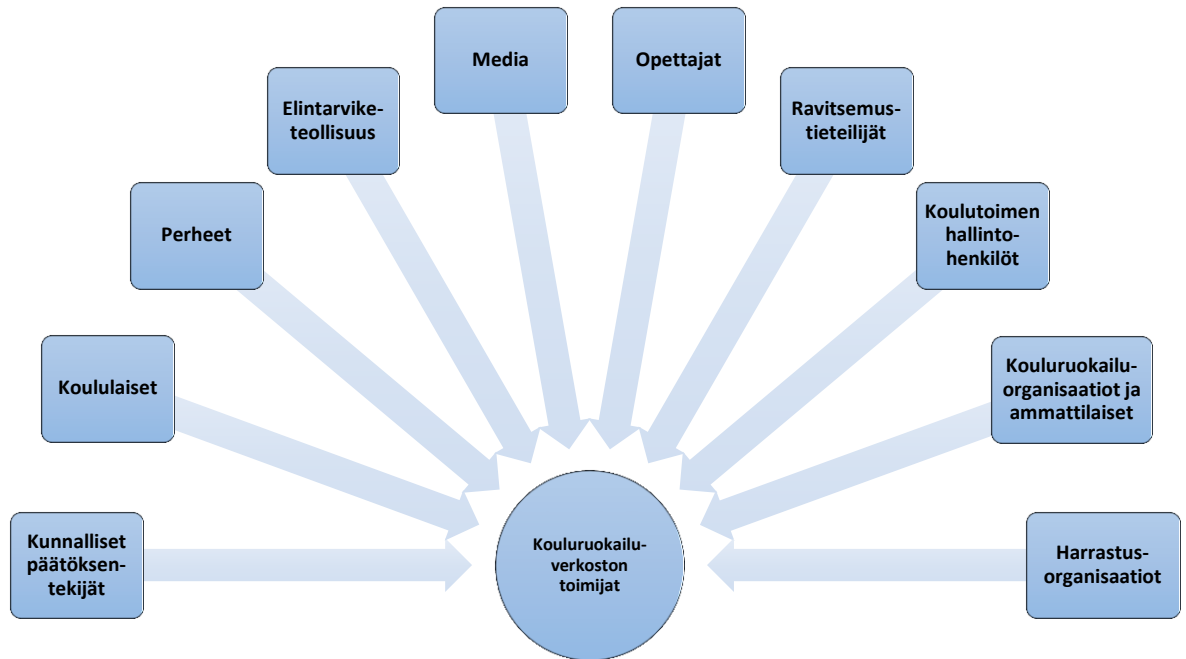 Media
Opettajat
Elintarvike-
teollisuus
Ravitsemus-
tieteilijät
Perheet
Koulutoimen
hallinto-
henkilöt
Koululaiset
Kouluruokailu-
organisaatiot ja
ammattilaiset
Kunnalliset
päätöksen-
tekijät
Kouluruokailu-
verkoston
toimijat
Harrastus-
organisaatiot